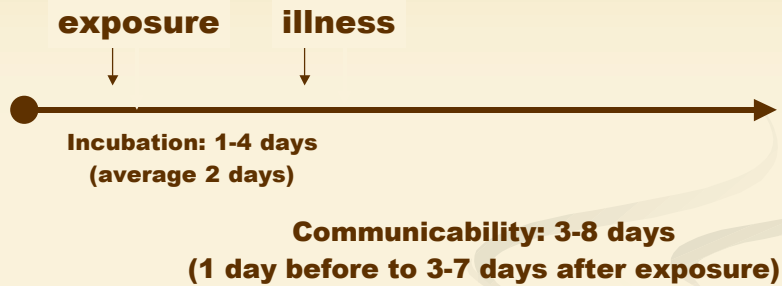 exposure illness
Incubation: 1-4 days
(average 2 days)
Communicability: 3-8 days
(1 day before to 3-7 days after exposure)